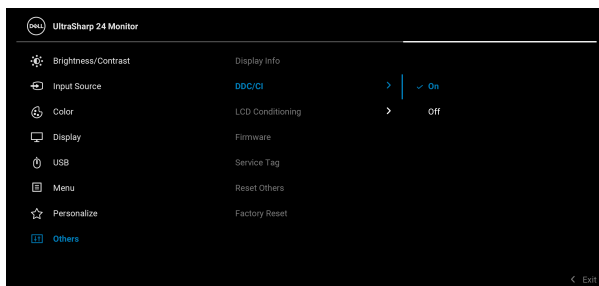 DELL UltraSharp 24 Monitor
Brightness/Contrast Display Info
Input Source DDC/CI > ✓ On
Color LCD Conditioning > Off
Display Firmware
USB Service Tag
Menu Reset Others
Personalize Factory Reset
Others
< Exit